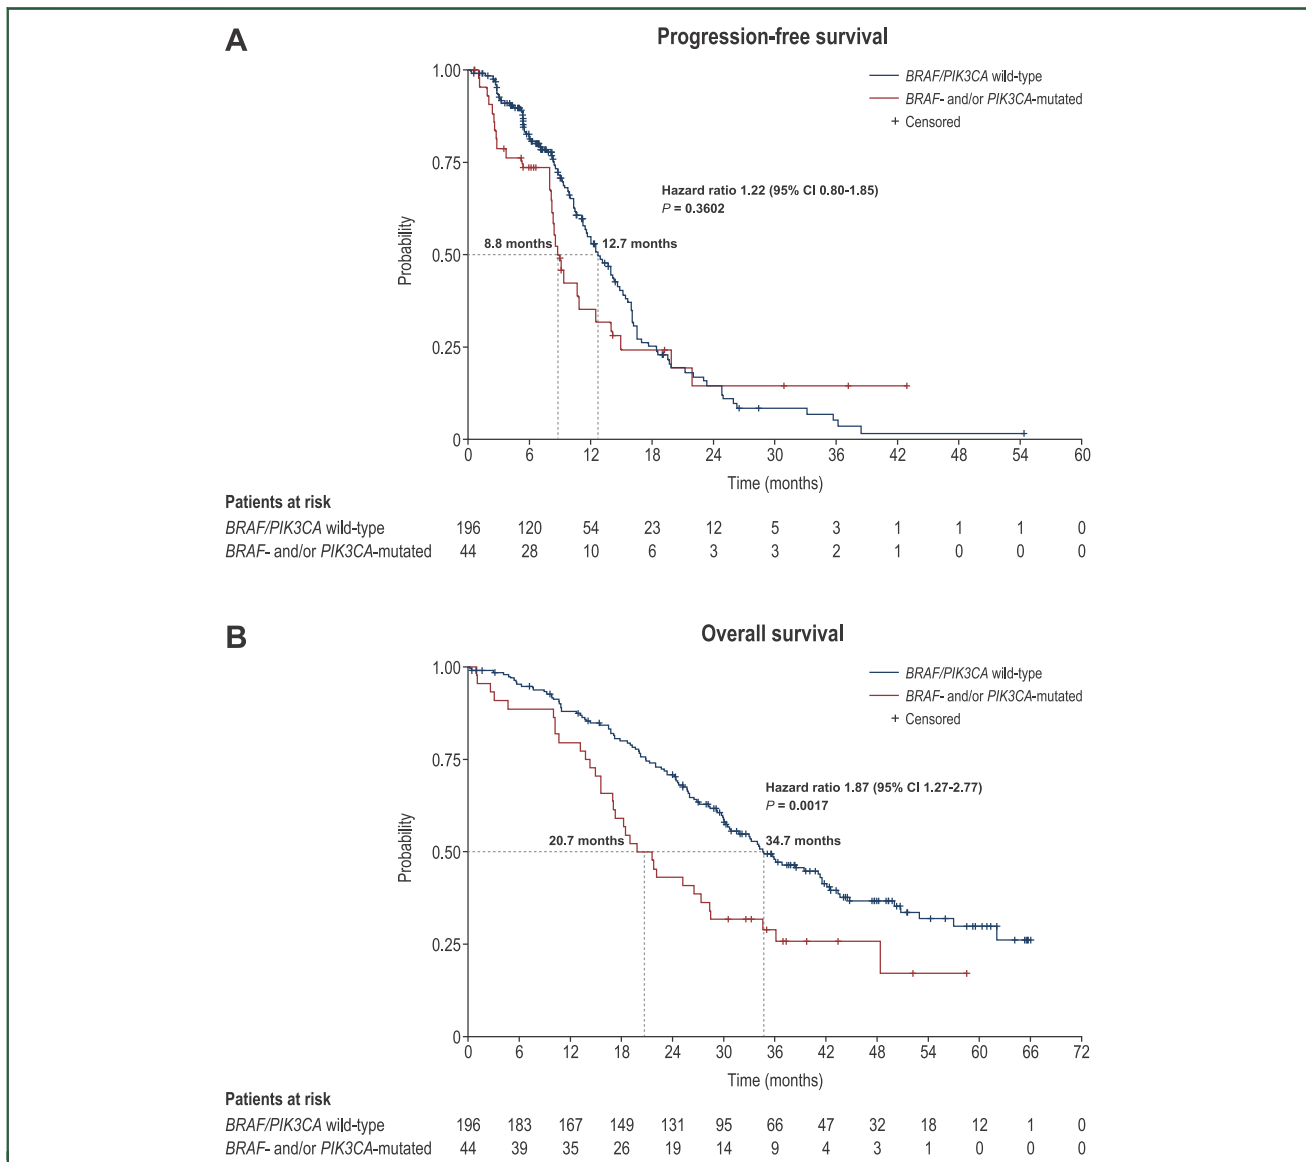 A
Progression-free survival
BRAF/PIK3CA wild-type
BRAF- and/or PIK3CA-mutated
+ Censored
Hazard ratio 1.22 (95% CI 0.80-1.85)
P = 0.3602
8.8 months
12.7 months
Probability
1.00
0.75
0.50
0.25
0
0 6 12 18 24 30 36 42 48 54 60
Time (months)
Patients at risk
BRAF/PIK3CA wild-type 196 120 54 23 12 5 3 1 1 1 0
BRAF- and/or PIK3CA-mutated 44 28 10 6 3 3 2 1 0 0 0
B
Overall survival
BRAF/PIK3CA wild-type
BRAF- and/or PIK3CA-mutated
+ Censored
Hazard ratio 1.87 (95% CI 1.27-2.77)
P = 0.0017
20.7 months
34.7 months
Probability
1.00
0.75
0.50
0.25
0
0 6 12 18 24 30 36 42 48 54 60 66 72
Time (months)
Patients at risk
BRAF/PIK3CA wild-type 196 183 167 149 131 95 66 47 32 18 12 1 0
BRAF- and/or PIK3CA-mutated 44 39 35 26 19 14 9 4 3 1 0 0 0